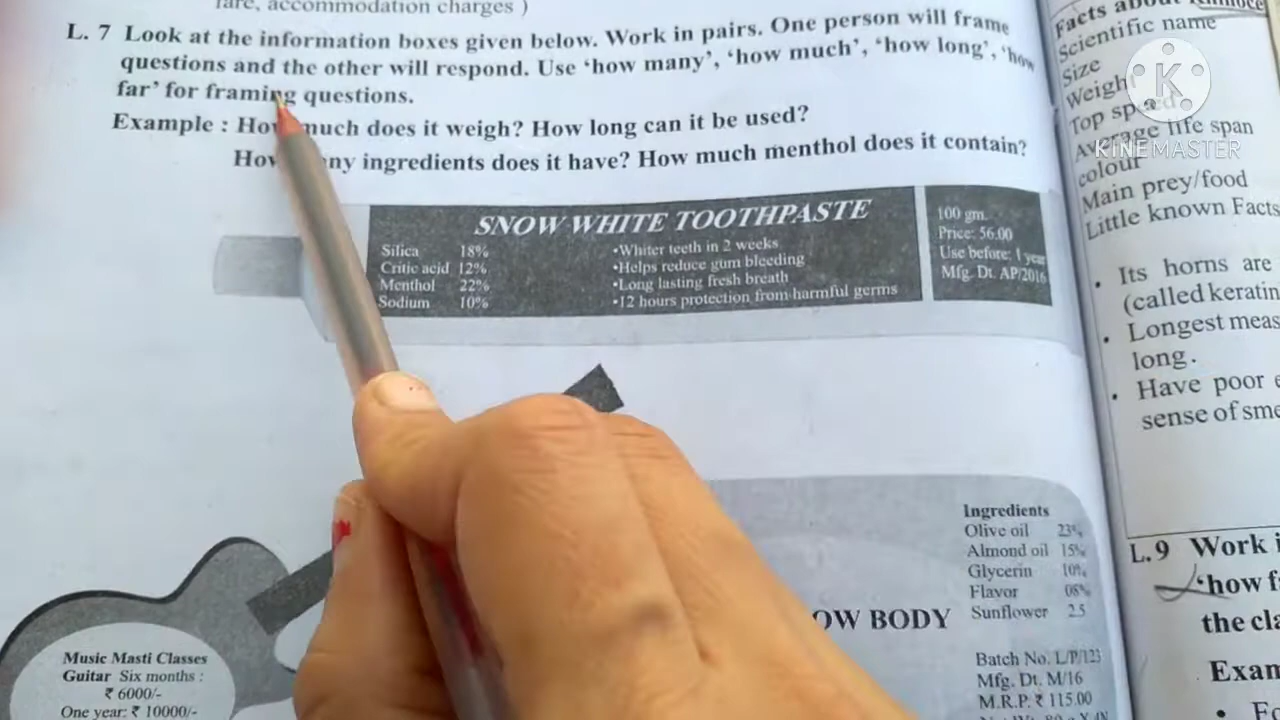 fare, accommodation charges )
L. 7 Look at the information boxes given below. Work in pairs. One person will frame
questions and the other will respond. Use ‘how many’, ‘how much’, ‘how long’, ‘how
far’ for framing questions.
Example : How much does it weigh? How long can it be used?
How any ingredients does it have? How much menthol does it contain?
SNOW WHITE TOOTHPASTE
Silica 18%
Critic acid 12%
Menthol 22%
Sodium 10%
•Whiter teeth in 2 weeks
•Helps reduce gum bleeding
•Long lasting fresh breath
•12 hours protection from harmful germs
100 gm.
Price: 56.00
Use before: 1 year
Mfg. Dt. AP/2016
Music Masti Classes
Guitar Six months :
₹ 6000/-
One year: ₹ 10000/-
OW BODY
Ingredients
Olive oil 23%
Almond oil 15%
Glycerin 10%
Flavor 08%
Sunflower 2.5
Batch No. L/P/123
Mfg. Dt. M/16
M.R.P. ₹ 115.00
Facts about
Scientific name
Size
Weight
Top speed
Average life span
colour
Main prey/food
Little known Facts
• Its horns are
(called keratin
• Longest meas
long.
• Have poor e
sense of sme
L.9 Work i
‘how f
the cla
Exam
• Fo
K
KINEMASTER